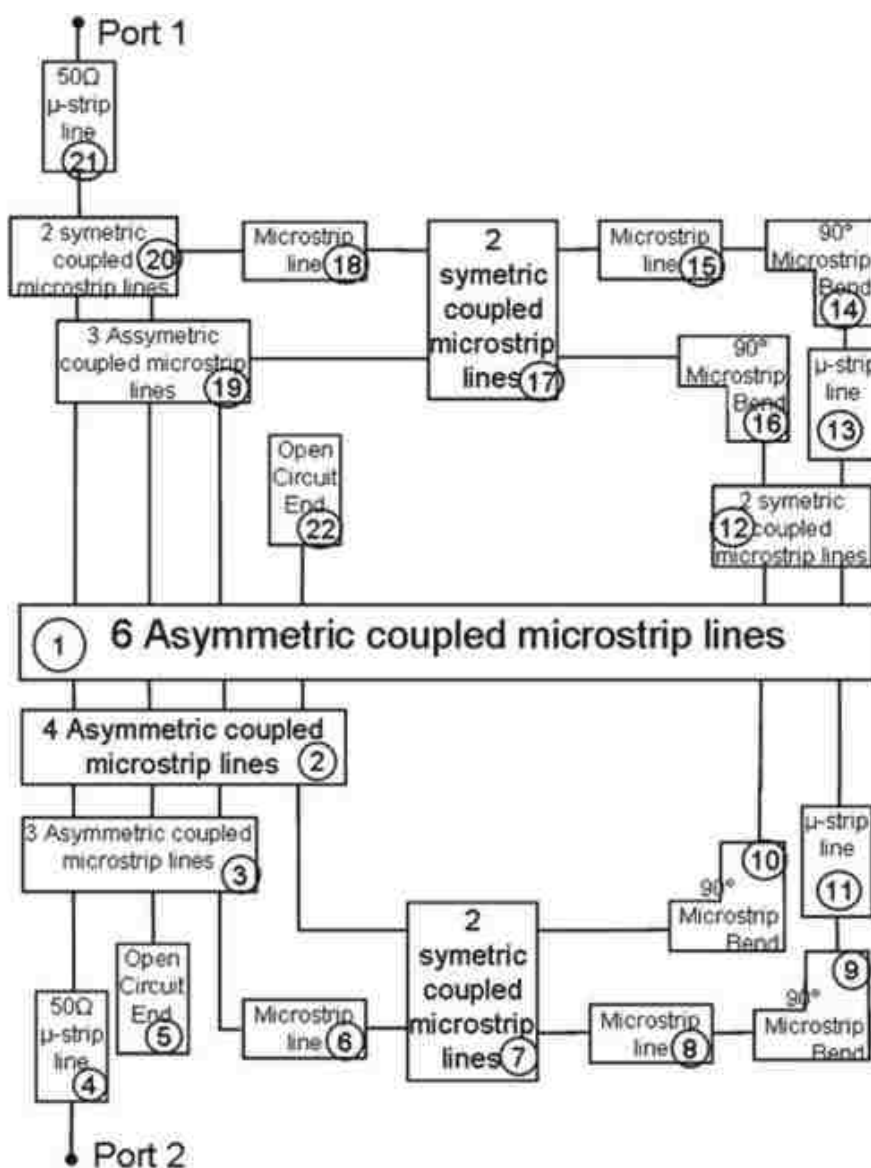 Port 1
50Ω
µ-strip
line
21
2 symetric
coupled
microstrip lines
20
Microstrip
line
18
2
symetric
coupled
microstrip
lines
17
Microstrip
line
15
90°
Microstrip
Bend
14
3 Assymetric
coupled microstrip
lines
19
90°
Microstrip
Bend
16
µ-strip
line
13
Open
Circuit
End
22
2 symetric
coupled
microstrip lines
12
1
6 Asymmetric coupled microstrip lines
4 Asymmetric coupled
microstrip lines
2
3 Asymmetric coupled
microstrip lines
3
µ-strip
line
11
10
90°
Microstrip
Bend
2
symetric
coupled
microstrip
lines
7
Open
Circuit
End
5
9
90°
Microstrip
Bend
50Ω
µ-strip
line
4
Microstrip
line
6
Microstrip
line
8
Port 2